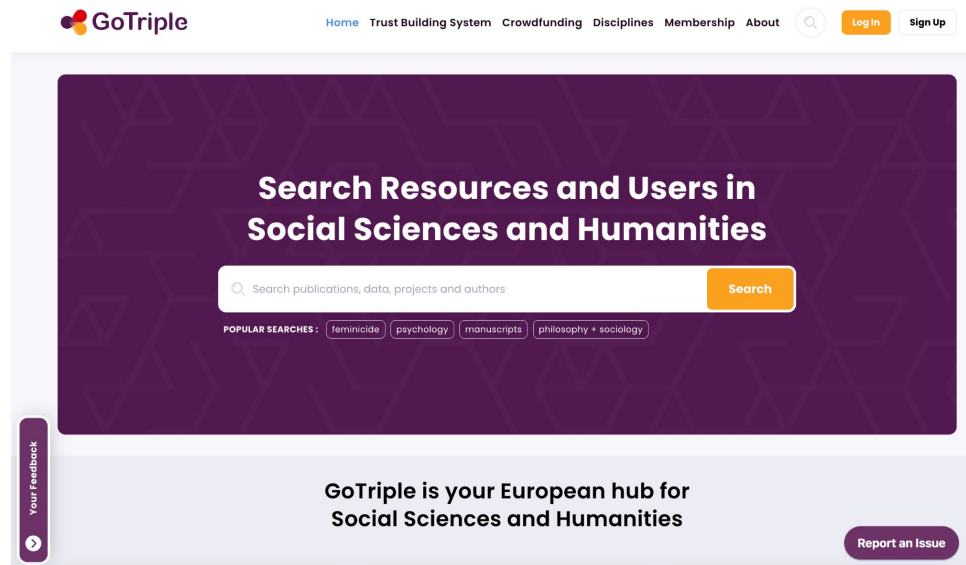 GoTriple
Home Trust Building System Crowdfunding Disciplines Membership About
Log In
Sign Up
Search Resources and Users in
Social Sciences and Humanities
Search publications, data, projects and authors
Search
POPULAR SEARCHES : feminicide psychology manuscripts philosophy + sociology
Your Feedback
GoTriple is your European hub for
Social Sciences and Humanities
Report an Issue